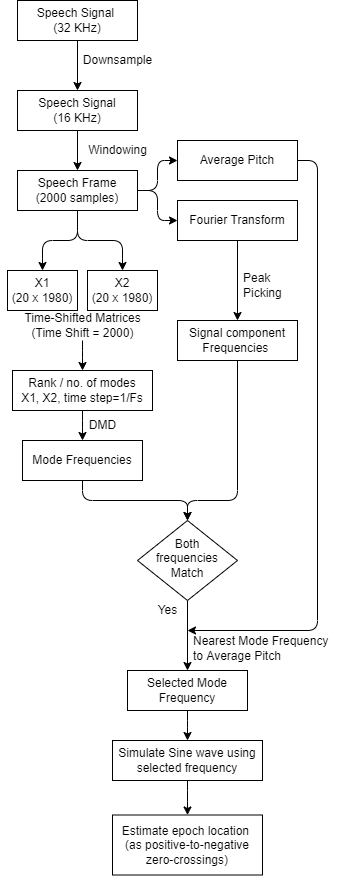 Speech Signal
(32 KHz)
Downsample
Speech Signal
(16 KHz)
Windowing
Speech Frame
(2000 samples)
Average Pitch
Fourier Transform
X1
(20 x 1980)
X2
(20 x 1980)
Time-Shifted Matrices
(Time Shift = 2000)
Peak
Picking
Signal component
Frequencies
Rank / no. of modes
X1, X2, time step=1/Fs
DMD
Mode Frequencies
Both
frequencies
Match
Yes
Nearest Mode Frequency
to Average Pitch
Selected Mode
Frequency
Simulate Sine wave using
selected frequency
Estimate epoch location
(as positive-to-negative
zero-crossings)